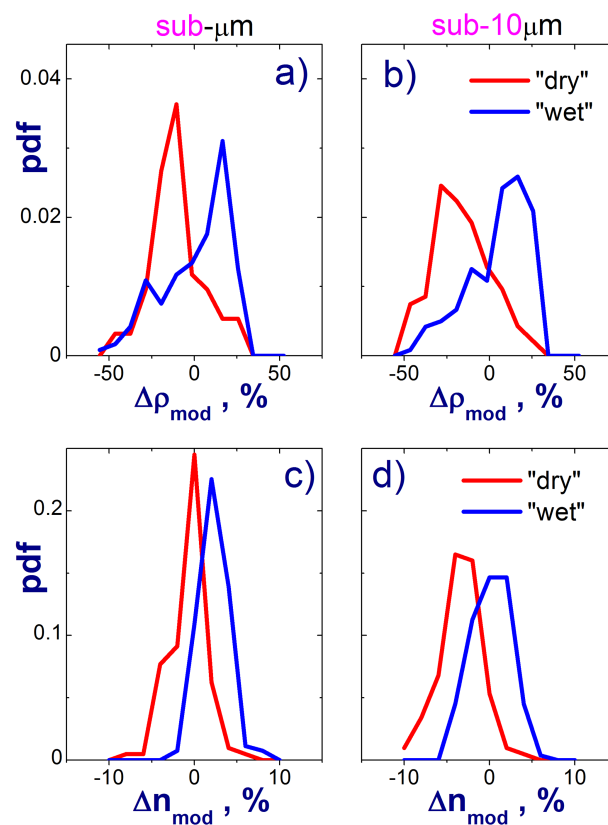 sub-μm
sub-10μm
a)
b)
"dry"
"wet"
pdf
0.04
0.02
0
-50
0
50
-50
0
50
Δρmod , %
Δρmod , %
c)
d)
"dry"
"wet"
pdf
0.2
0.1
0
-10
0
10
-10
0
10
Δnmod , %
Δnmod , %